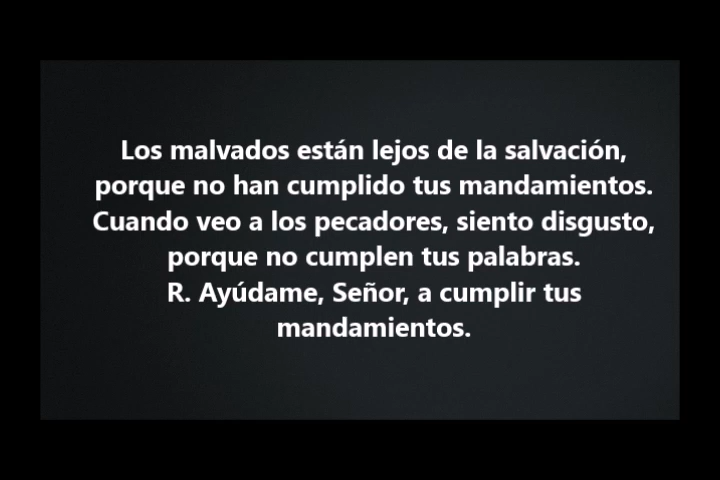 Los malvados están lejos de la salvación,
porque no han cumplido tus mandamientos.
Cuando veo a los pecadores, siento disgusto,
porque no cumplen tus palabras.
R. Ayúdame, Señor, a cumplir tus
mandamientos.